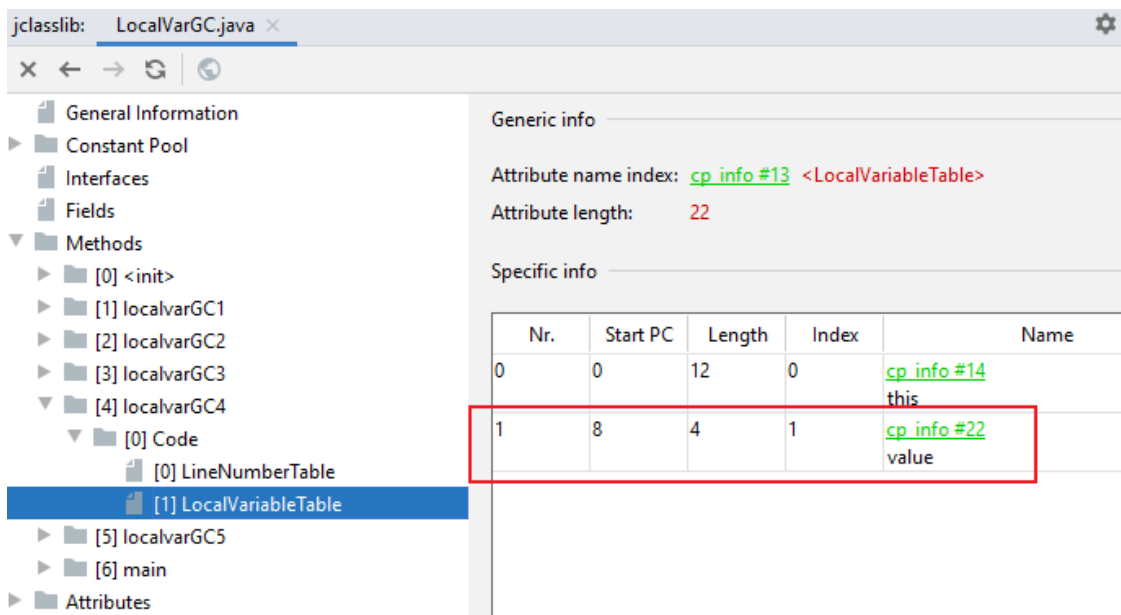 jclasslib: LocalVarGC.java
General Information
Constant Pool
Interfaces
Fields
Methods
[0] <init>
[1] localvarGC1
[2] localvarGC2
[3] localvarGC3
[4] localvarGC4
[0] Code
[0] LineNumberTable
[1] LocalVariableTable
[5] localvarGC5
[6] main
Attributes
Generic info
Attribute name index: cp_info #13 <LocalVariableTable>
Attribute length: 22
Specific info
Nr. Start PC Length Index Name
0 0 12 0 cp_info #14
this
1 8 4 1 cp_info #22
value